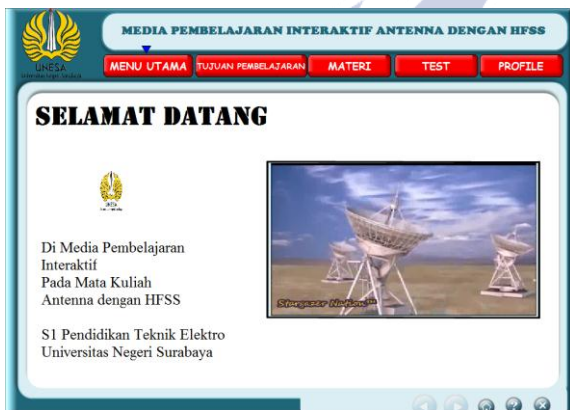 MEDIA PEMBELAJARAN INTERAKTIF ANTENNA DENGAN HFSS
UNESA
MENU UTAMA
TUJUAN PEMBELAJARAN
MATERI
TEST
PROFILE
SELAMAT DATANG
Di Media Pembelajaran
Interaktif
Pada Mata Kuliah
Antenna dengan HFSS
S1 Pendidikan Teknik Elektro
Universitas Negeri Surabaya
Stargazer Nation